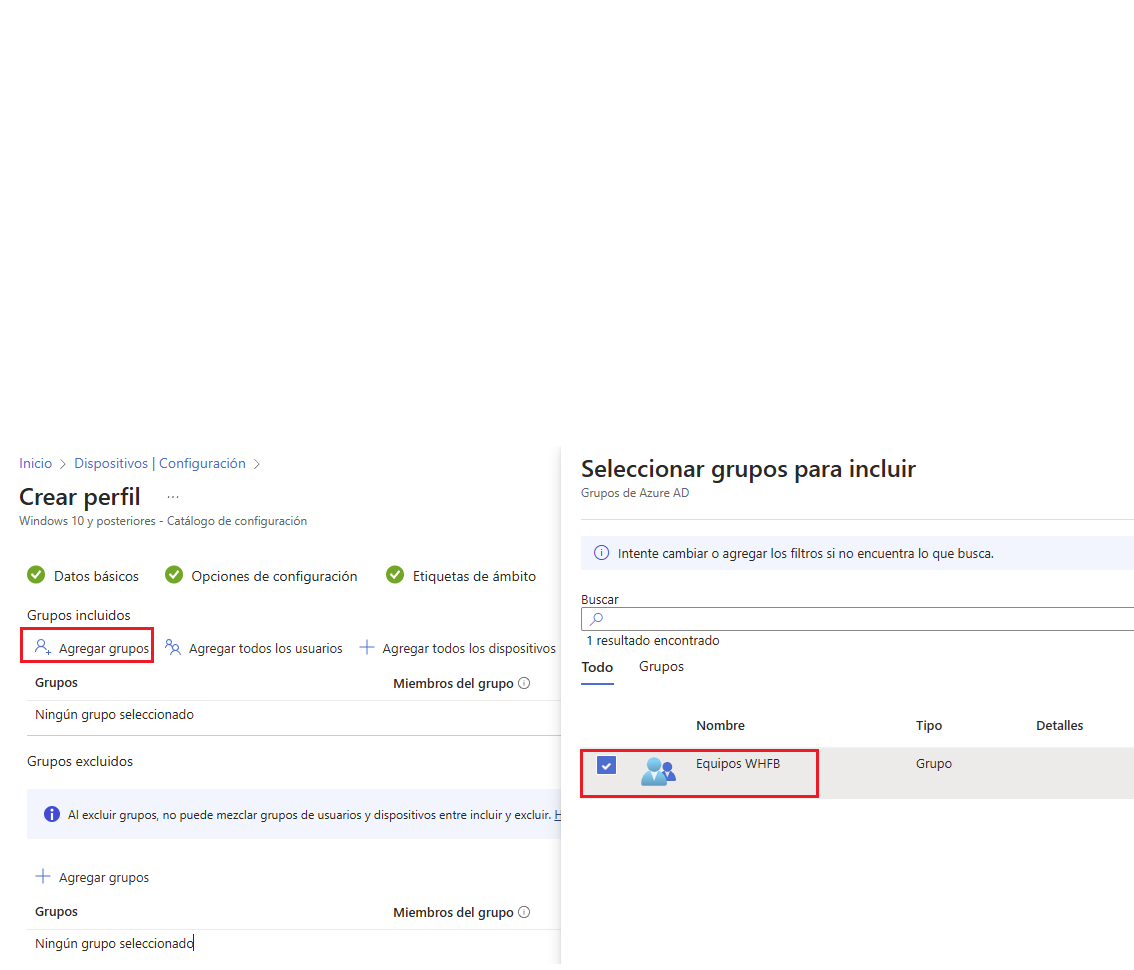 Inicio > Dispositivos | Configuración >
Crear perfil ...
Windows 10 y posteriores - Catálogo de configuración
Datos básicos Opciones de configuración Etiquetas de ámbito
Grupos incluidos
Agregar grupos Agregar todos los usuarios Agregar todos los dispositivos
Grupos Miembros del grupo
Ningún grupo seleccionado
Grupos excluidos
Al excluir grupos, no puede mezclar grupos de usuarios y dispositivos entre incluir y excluir.
Agregar grupos
Grupos Miembros del grupo
Ningún grupo seleccionado
Seleccionar grupos para incluir
Grupos de Azure AD
Intente cambiar o agregar los filtros si no encuentra lo que busca.
Buscar
1 resultado encontrado
Todo Grupos
Nombre Tipo Detalles
Equipos WHFB Grupo